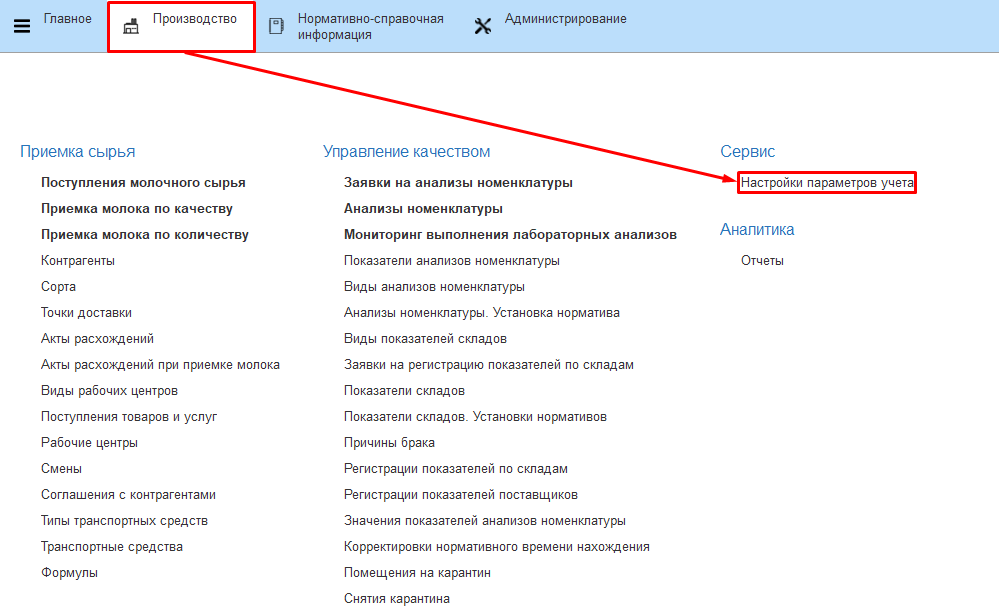 Главное
Производство
Нормативно-справочная
информация
Администрирование
Приемка сырья
Поступления молочного сырья
Приемка молока по качеству
Приемка молока по количеству
Контрагенты
Сорта
Точки доставки
Акты расхождений
Акты расхождений при приемке молока
Виды рабочих центров
Поступления товаров и услуг
Рабочие центры
Смены
Соглашения с контрагентами
Типы транспортных средств
Транспортные средства
Формулы
Управление качеством
Заявки на анализы номенклатуры
Анализы номенклатуры
Мониторинг выполнения лабораторных анализов
Показатели анализов номенклатуры
Виды анализов номенклатуры
Анализы номенклатуры. Установка норматива
Виды показателей складов
Заявки на регистрацию показателей по складам
Показатели складов
Показатели складов. Установки нормативов
Причины брака
Регистрации показателей по складам
Регистрации показателей поставщиков
Значения показателей анализов номенклатуры
Корректировки нормативного времени нахождения
Помещения на карантин
Снятия карантина
Сервис
Настройки параметров учета
Аналитика
Отчеты